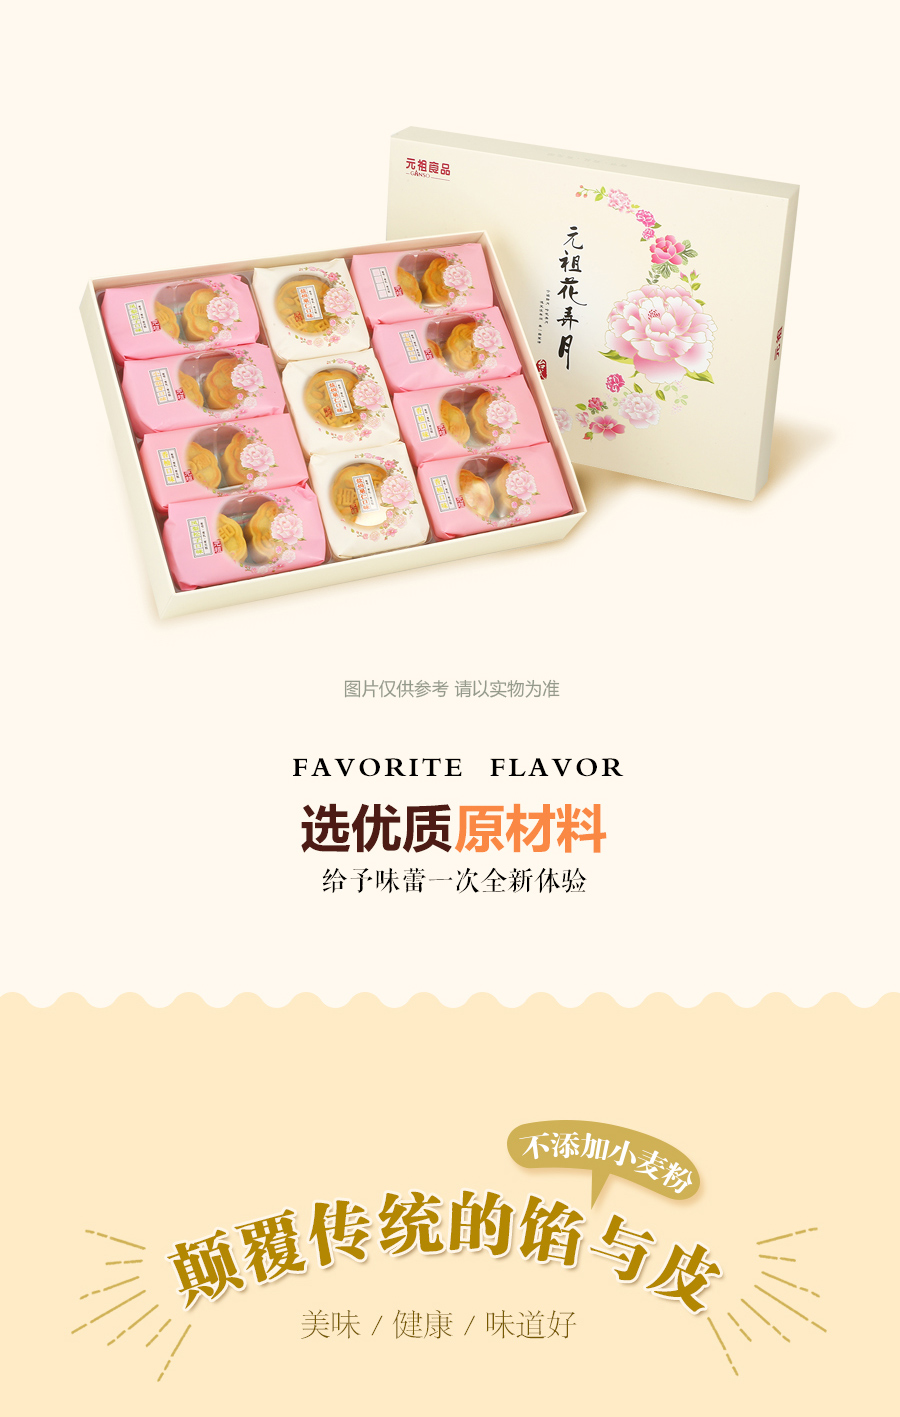 元祖食品
GANSO
元祖花弄月
图片仅供参考 请以实物为准
FAVORITE FLAVOR
选优质原材料
给予味蕾一次全新体验
不添加小麦粉
颠覆传统的馅与皮
美味 / 健康 / 味道好